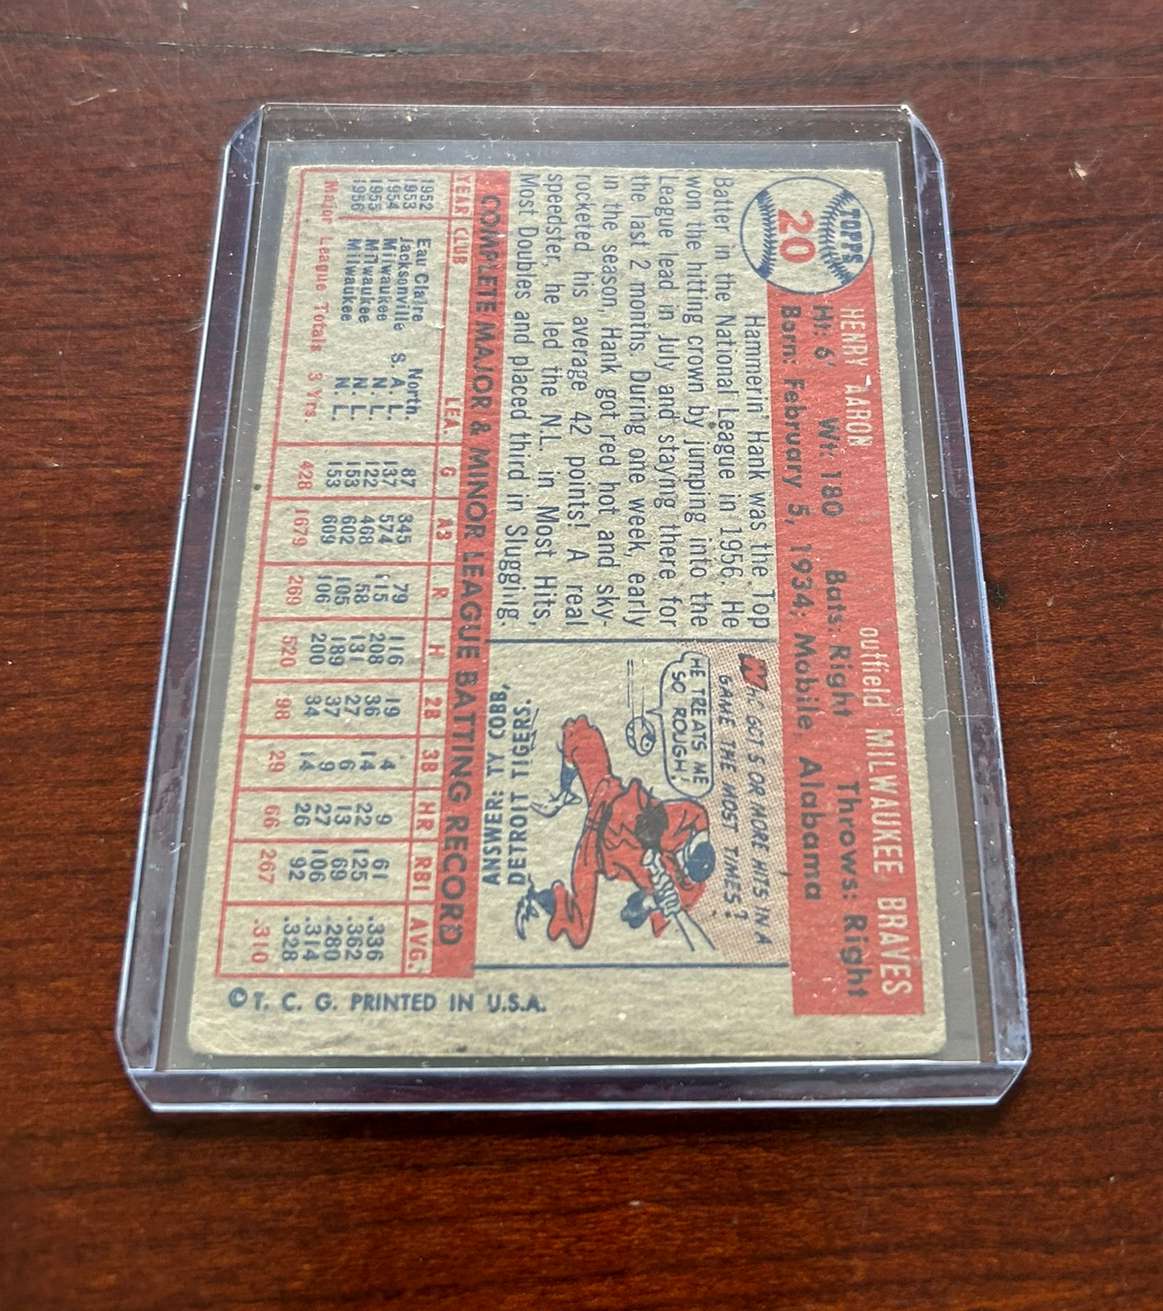 TOPPS
20
HENRY AARON
outfield MILWAUKEE BRAVES
Ht: 6' Wt: 180 Bats: Right Throws: Right
Born: February 5, 1934; Mobile, Alabama
Hammerin' Hank was the Top
Batter in the National League in 1956. He
won the hitting crown by jumping into the
League lead in July and staying there for
the last 2 months. During one week, early
in the season, Hank got red hot and sky-
rocketed his average 42 points! A real
speedster, he led the N.L. in Most Hits,
Most Doubles and placed third in Slugging
WHO GOT 5 OR MORE HITS IN A
GAME THE MOST TIMES?
HE TREATS ME
SO ROUGH!
ANSWER: TY COBB,
DETROIT TIGERS.
COMPLETE MAJOR & MINOR LEAGUE BATTING RECORD
YEAR CLUB LEA. G AB R H 2B 3B HR RBI AVG.
1952 Eau Claire North. 87 345 79 116 19 4 9 61 .336
1953 Jacksonville S. A. L. 137 574 115 208 36 14 22 125 .362
1954 Milwaukee N. L. 122 468 58 131 27 6 13 69 .280
1955 Milwaukee N. L. 153 602 105 189 37 9 27 106 .314
1956 Milwaukee N. L. 153 609 106 200 34 14 26 92 .328
Major League Totals 3 Yrs. 428 1679 269 520 98 29 66 267 .310
© T. C. G. PRINTED IN U.S.A.